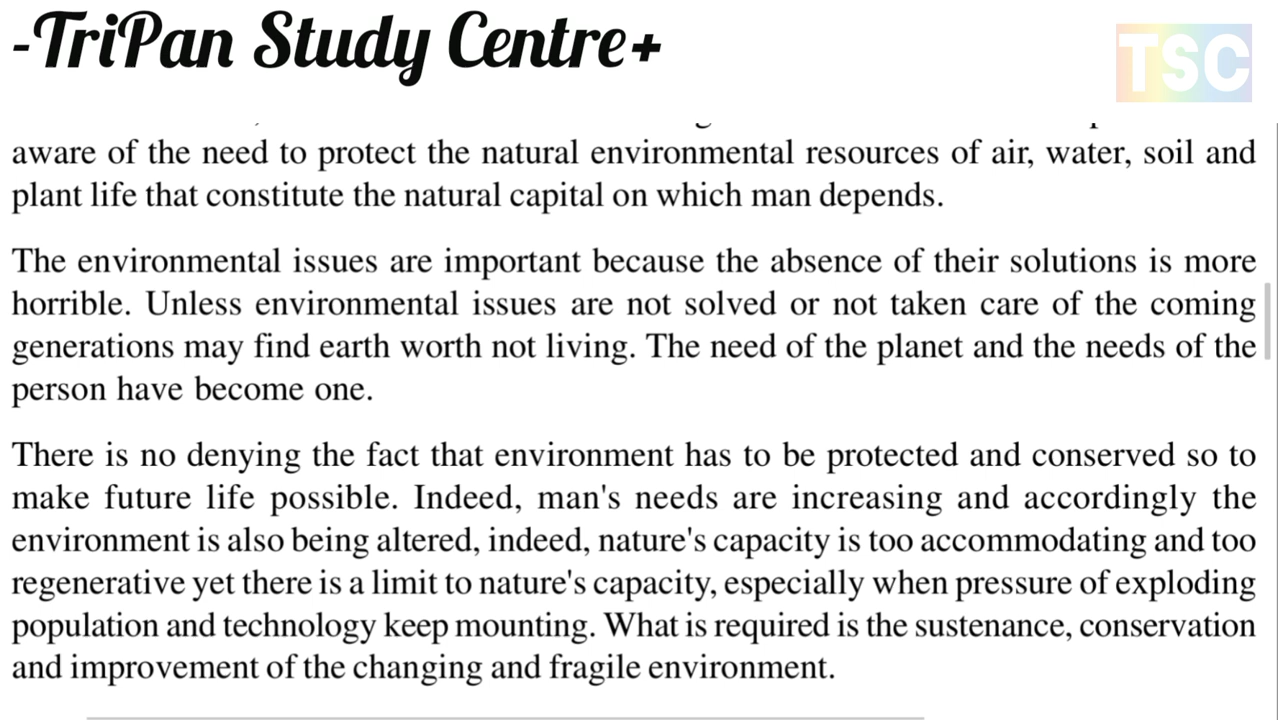 -TriPan Study Centre+
TSC
aware of the need to protect the natural environmental resources of air, water, soil and
plant life that constitute the natural capital on which man depends.
The environmental issues are important because the absence of their solutions is more
horrible. Unless environmental issues are not solved or not taken care of the coming
generations may find earth worth not living. The need of the planet and the needs of the
person have become one.
There is no denying the fact that environment has to be protected and conserved so to
make future life possible. Indeed, man's needs are increasing and accordingly the
environment is also being altered, indeed, nature's capacity is too accommodating and too
regenerative yet there is a limit to nature's capacity, especially when pressure of exploding
population and technology keep mounting. What is required is the sustenance, conservation
and improvement of the changing and fragile environment.